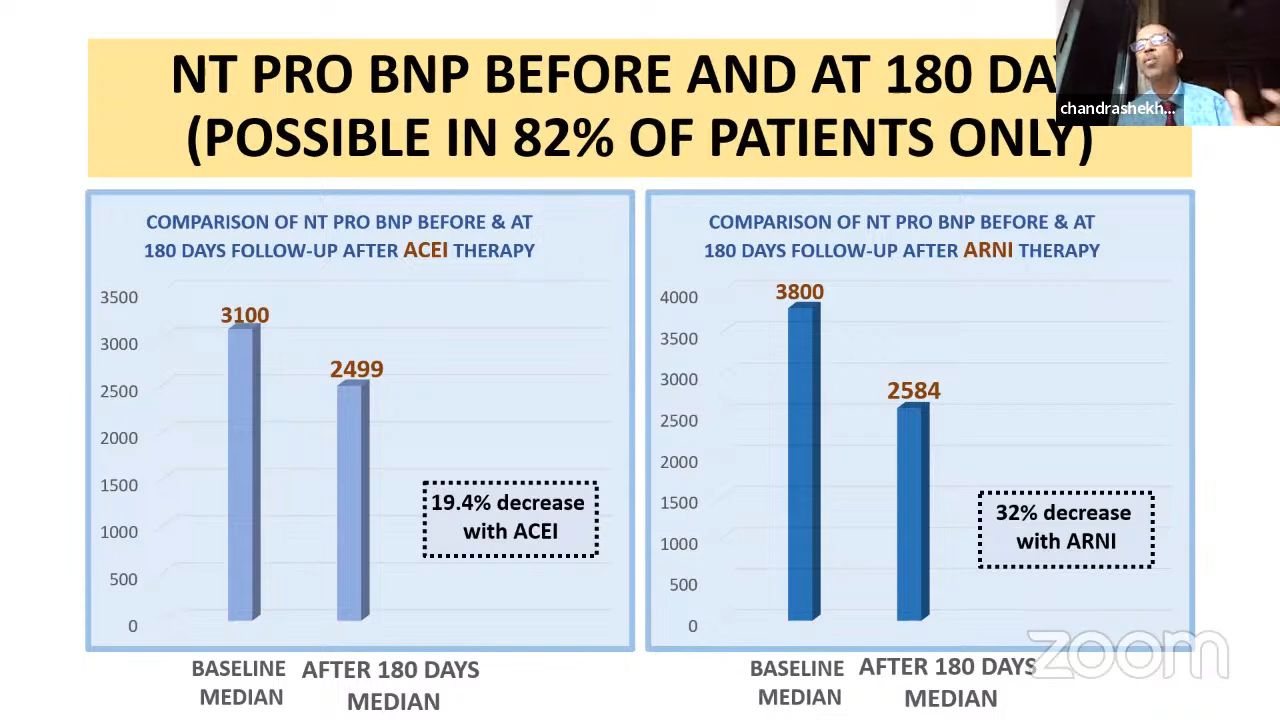 NT PRO BNP BEFORE AND AT 180
(POSSIBLE IN 82% OF PATIENTS ONLY)
chandrashekh...
COMPARISON OF NT PRO BNP BEFORE & AT
180 DAYS FOLLOW-UP AFTER ACEI THERAPY
3500
3000
2500
2000
1500
1000
500
0
3100
2499
19.4% decrease
with ACEI
BASELINE
MEDIAN
AFTER 180 DAYS
MEDIAN
COMPARISON OF NT PRO BNP BEFORE & AT
180 DAYS FOLLOW-UP AFTER ARNI THERAPY
4000
3500
3000
2500
2000
1500
1000
500
0
3800
2584
32% decrease
with ARNI
BASELINE
MEDIAN
AFTER 180 DAYS
MEDIAN
zoom